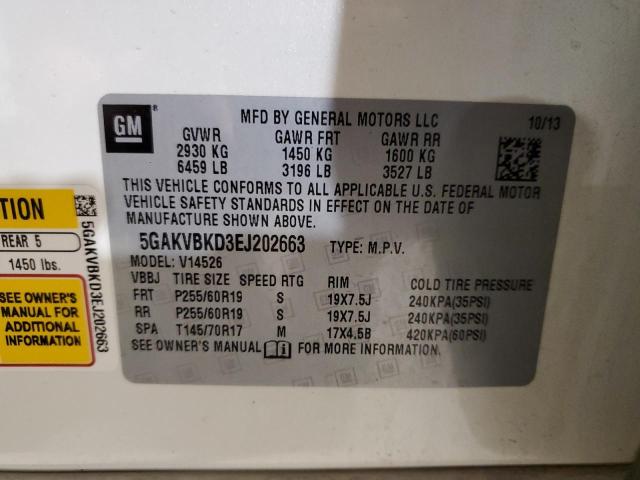 GM ®
MFD BY GENERAL MOTORS LLC
10/13
GVWR GAWR FRT GAWR RR
2930 KG 1450 KG 1600 KG
6459 LB 3196 LB 3527 LB
THIS VEHICLE CONFORMS TO ALL APPLICABLE U.S. FEDERAL MOTOR
VEHICLE SAFETY STANDARDS IN EFFECT ON THE DATE OF
MANUFACTURE SHOWN ABOVE.
5GAKVBKD3EJ202663 TYPE: M.P.V.
MODEL: V14526
VBBJ TIRE SIZE SPEED RTG RIM COLD TIRE PRESSURE
FRT P255/60R19 S 19X7.5J 240KPA(35PSI)
RR P255/60R19 S 19X7.5J 240KPA(35PSI)
SPA T145/70R17 M 17X4.5B 420KPA(60PSI)
SEE OWNER'S MANUAL FOR MORE INFORMATION.
TION
REAR 5
1450 lbs.
SEE OWNER'S
MANUAL FOR
ADDITIONAL
INFORMATION
5GAKVBKD3EJ202663